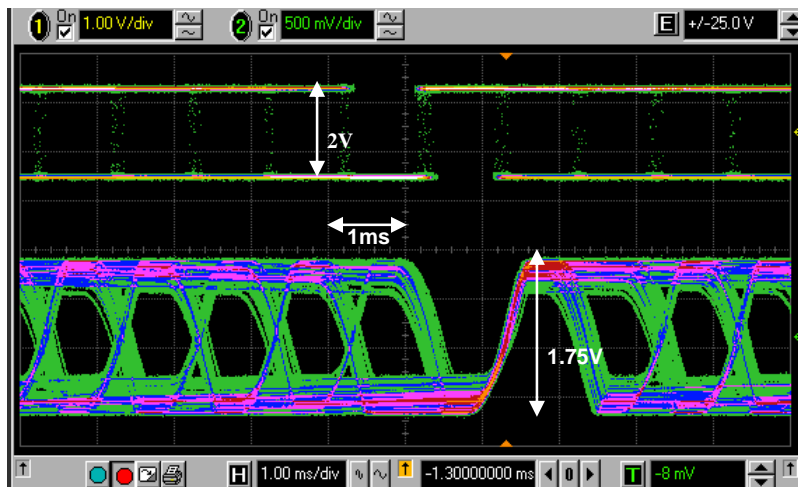 1 On 1.00 V/div 2 On 500 mV/div E +/-25.0 V
2V
1ms
1.75V
H 1.00 ms/div -1.30000000 ms 0 T -8 mV